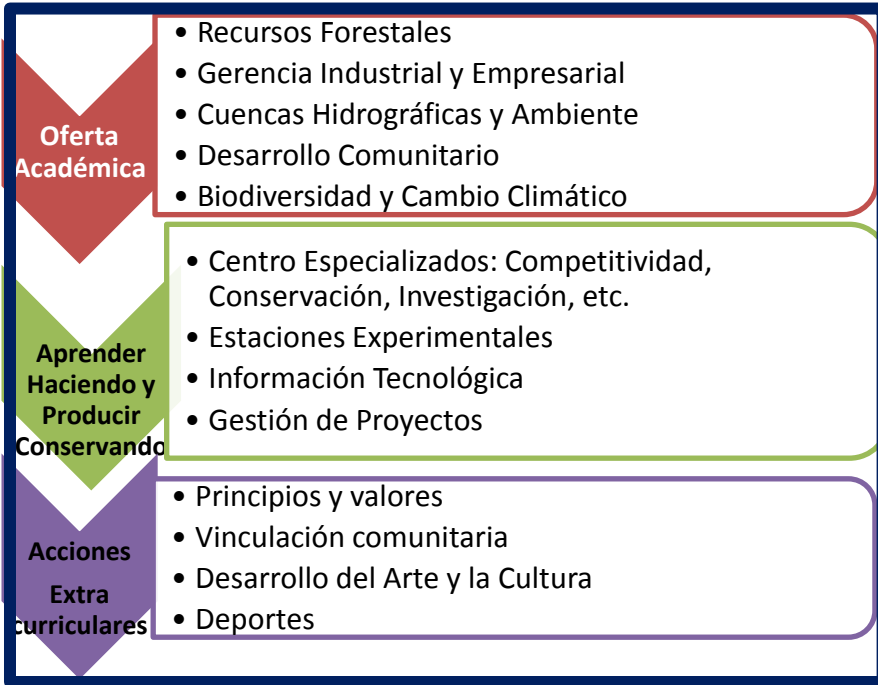 Oferta
Académica
• Recursos Forestales
• Gerencia Industrial y Empresarial
• Cuencas Hidrográficas y Ambiente
• Desarrollo Comunitario
• Biodiversidad y Cambio Climático
Aprender
Haciendo y
Producir
Conservando
• Centro Especializados: Competitividad,
Conservación, Investigación, etc.
• Estaciones Experimentales
• Información Tecnológica
• Gestión de Proyectos
Acciones
Extra
curriculares
• Principios y valores
• Vinculación comunitaria
• Desarrollo del Arte y la Cultura
• Deportes